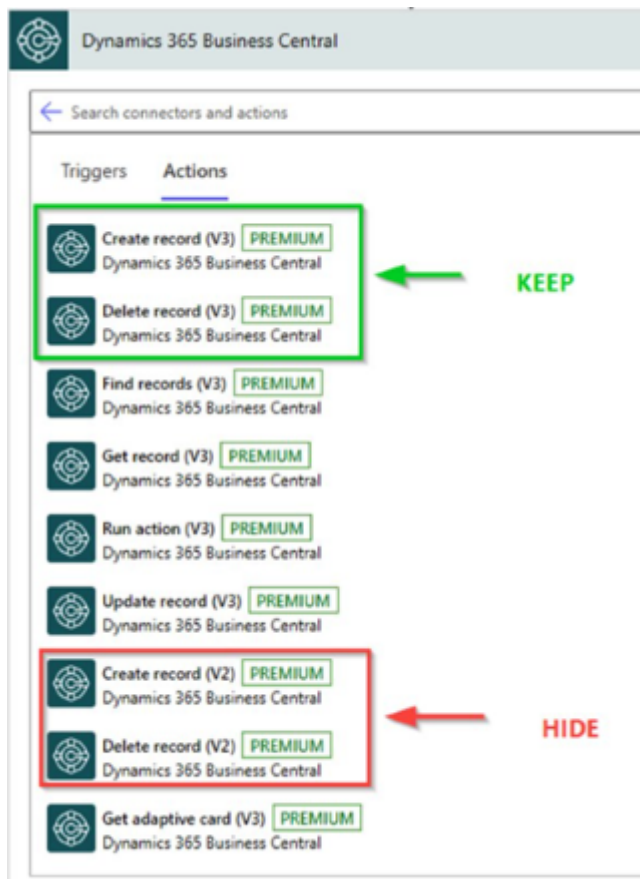 Dynamics 365 Business Central
Search connectors and actions
Triggers Actions
Create record (V3) PREMIUM
Dynamics 365 Business Central
KEEP
Delete record (V3) PREMIUM
Dynamics 365 Business Central
Find records (V3) PREMIUM
Dynamics 365 Business Central
Get record (V3) PREMIUM
Dynamics 365 Business Central
Run action (V3) PREMIUM
Dynamics 365 Business Central
Update record (V3) PREMIUM
Dynamics 365 Business Central
Create record (V2) PREMIUM
Dynamics 365 Business Central
HIDE
Delete record (V2) PREMIUM
Dynamics 365 Business Central
Get adaptive card (V3) PREMIUM
Dynamics 365 Business Central